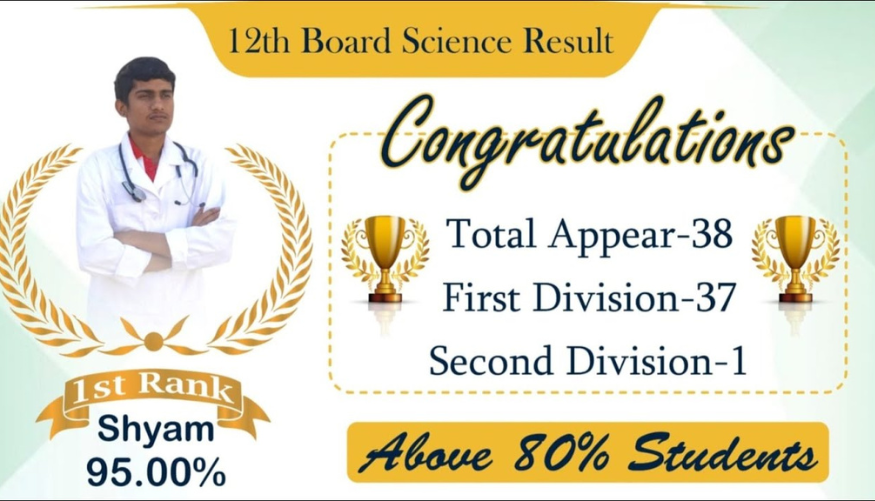 12th Board Science Result
Congratulations
Total Appear-38
First Division-37
Second Division-1
1st Rank
Shyam
95.00%
Above 80% Students